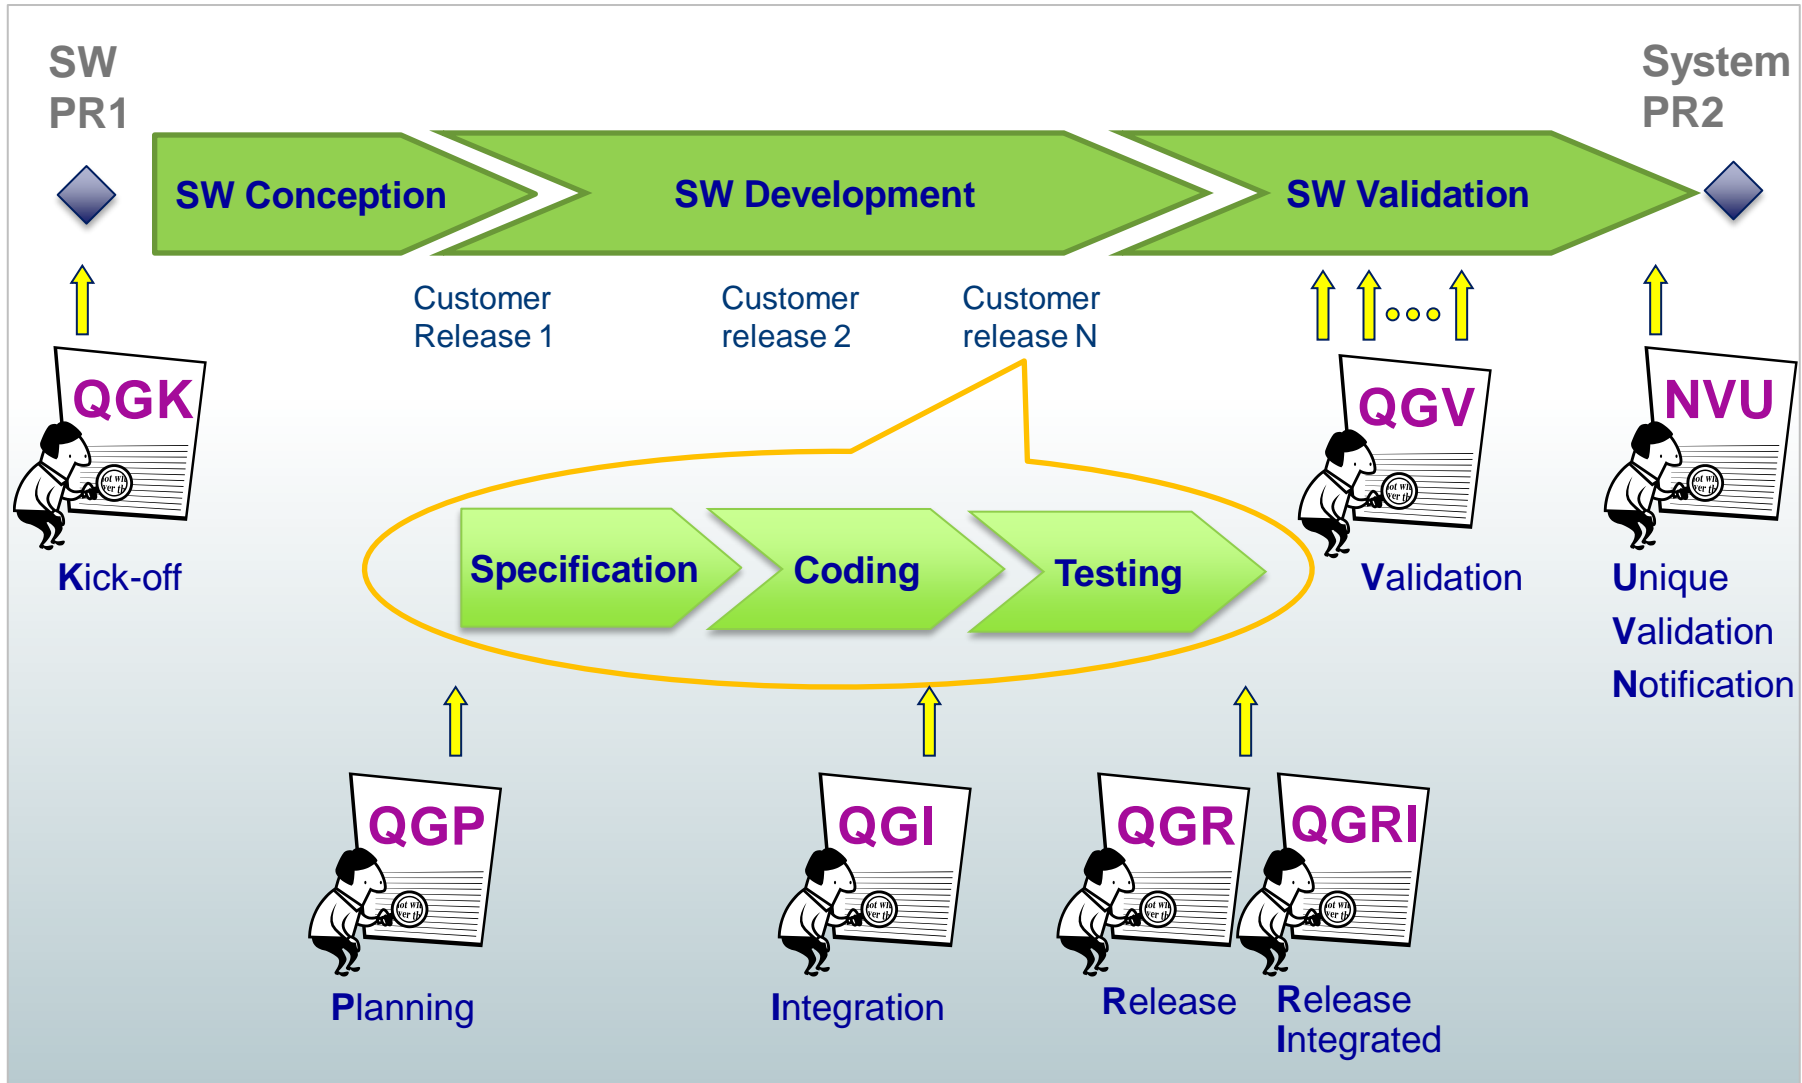 SW
PR1
System
PR2
SW Conception
SW Development
SW Validation
Customer
Release 1
Customer
release 2
Customer
release N
QGK
QGV
NVU
Kick-off
Specification
Coding
Testing
Validation
Unique
Validation
Notification
QGP
QGI
QGR
QGRI
Planning
Integration
Release
Release
Integrated